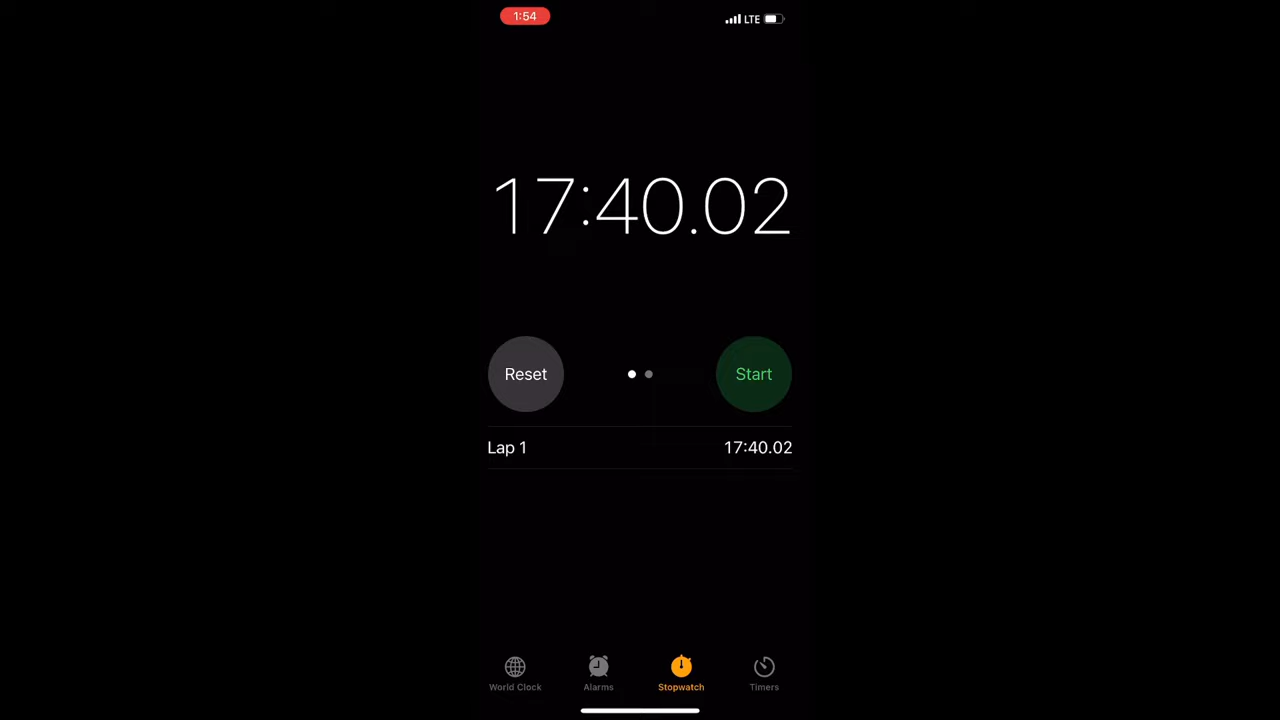 1:54 LTE
17:40.02
Reset Start
Lap 1 17:40.02
World Clock Alarms Stopwatch Timers